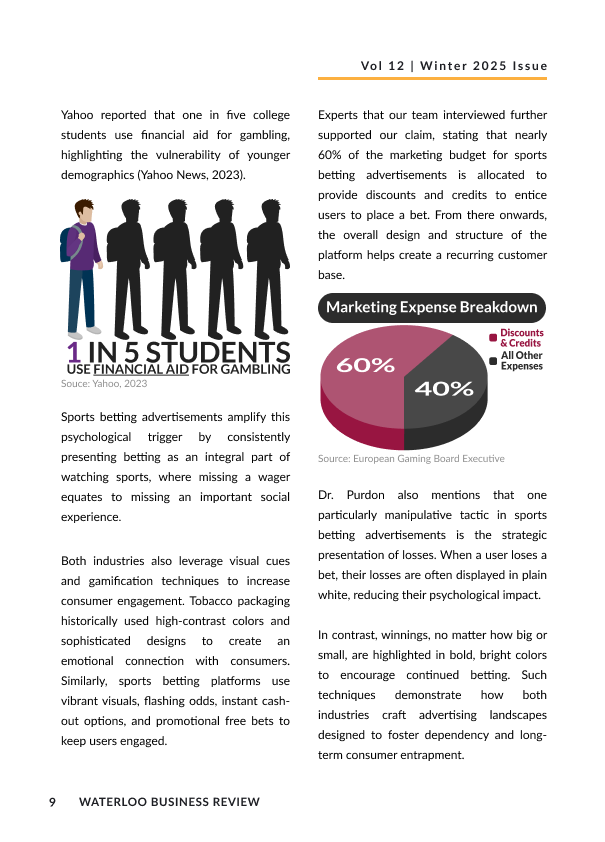 Vol 12 | Winter 2025 Issue
Yahoo reported that one in five college
students use financial aid for gambling,
highlighting the vulnerability of younger
demographics (Yahoo News, 2023).
1 IN 5 STUDENTS
USE FINANCIAL AID FOR GAMBLING
Souce: Yahoo, 2023
Sports betting advertisements amplify this
psychological trigger by consistently
presenting betting as an integral part of
watching sports, where missing a wager
equates to missing an important social
experience.
Both industries also leverage visual cues
and gamification techniques to increase
consumer engagement. Tobacco packaging
historically used high-contrast colors and
sophisticated designs to create an
emotional connection with consumers.
Similarly, sports betting platforms use
vibrant visuals, flashing odds, instant cash-
out options, and promotional free bets to
keep users engaged.
Experts that our team interviewed further
supported our claim, stating that nearly
60% of the marketing budget for sports
betting advertisements is allocated to
provide discounts and credits to entice
users to place a bet. From there onwards,
the overall design and structure of the
platform helps create a recurring customer
base.
Marketing Expense Breakdown
60%
40%
Discounts
& Credits
All Other
Expenses
Source: European Gaming Board Executive
Dr. Purdon also mentions that one
particularly manipulative tactic in sports
betting advertisements is the strategic
presentation of losses. When a user loses a
bet, their losses are often displayed in plain
white, reducing their psychological impact.
In contrast, winnings, no matter how big or
small, are highlighted in bold, bright colors
to encourage continued betting. Such
techniques demonstrate how both
industries craft advertising landscapes
designed to foster dependency and long-
term consumer entrapment.
9 WATERLOO BUSINESS REVIEW